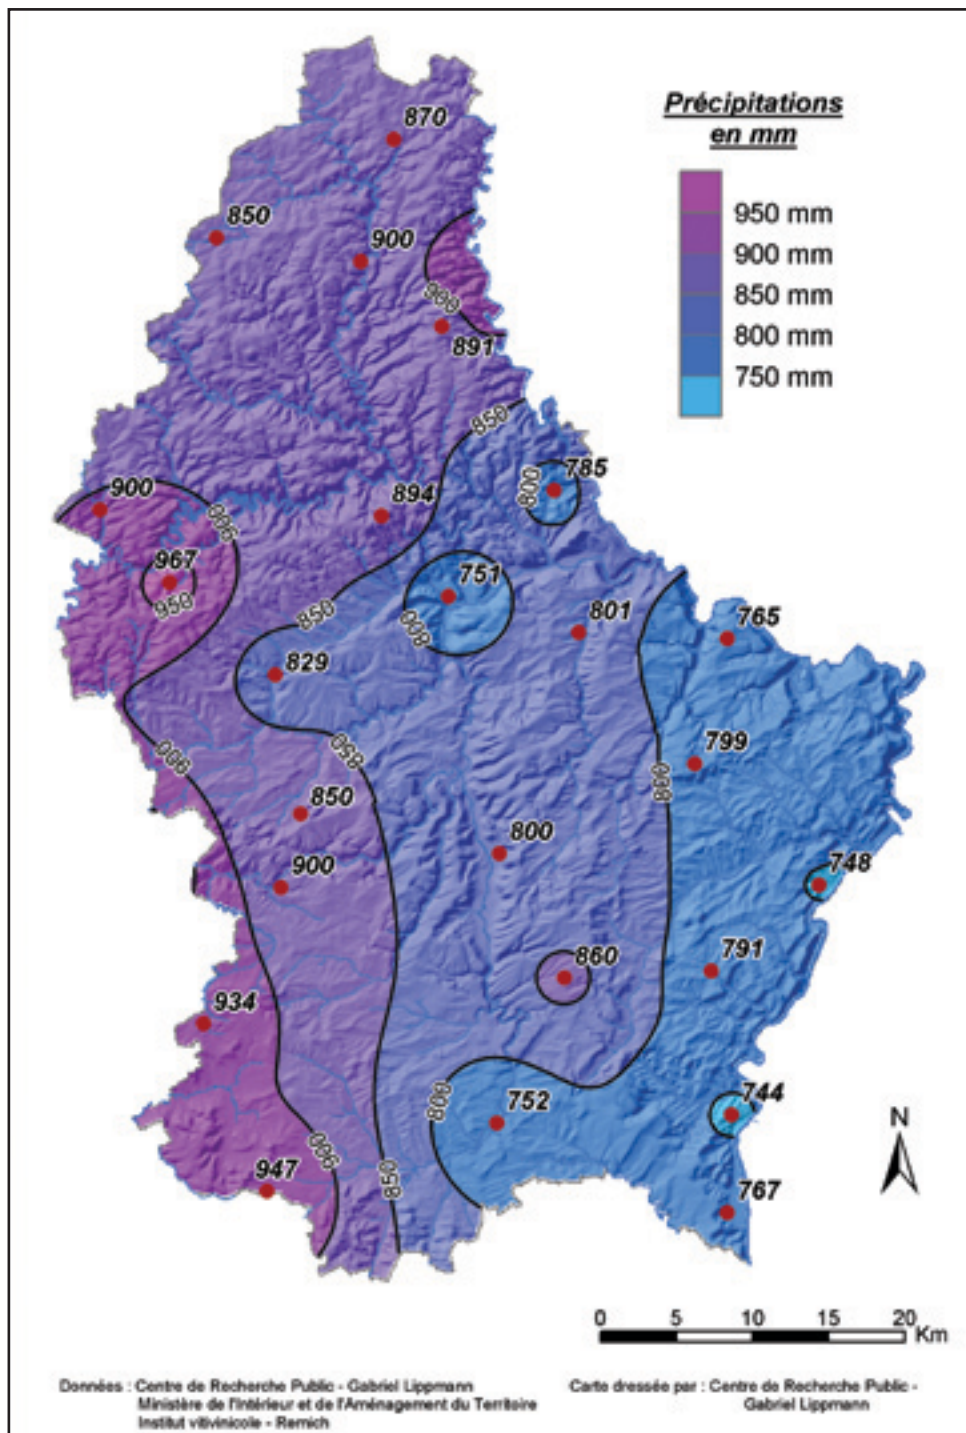 Précipitations
en mm
950 mm
900 mm
850 mm
800 mm
750 mm
870
850
900
900
891
850
785
800
900
894
900
967
950
751
800
850
801
765
829
850
799
900
800
850
800
900
748
860
791
934
744
800
752
N
900
947
850
767
0 5 10 15 20
Km
Données : Centre de Recherche Public - Gabriel Lippmann
Ministère de l'Intérieur et de l'Aménagement du Territoire
Institut vitivinicole - Remich
Carte dressée par : Centre de Recherche Public -
Gabriel Lippmann